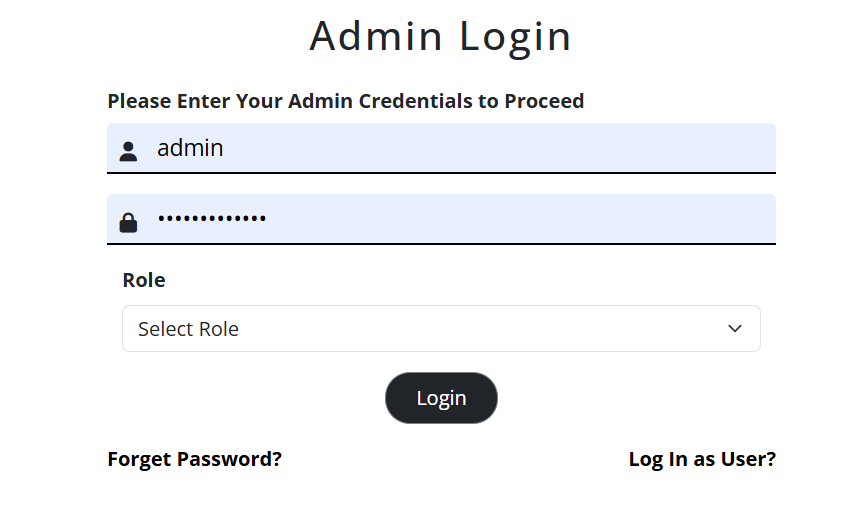 Admin Login
Please Enter Your Admin Credentials to Proceed
admin
•••••••••••••
Role
Select Role
Login
Forget Password? Log In as User?